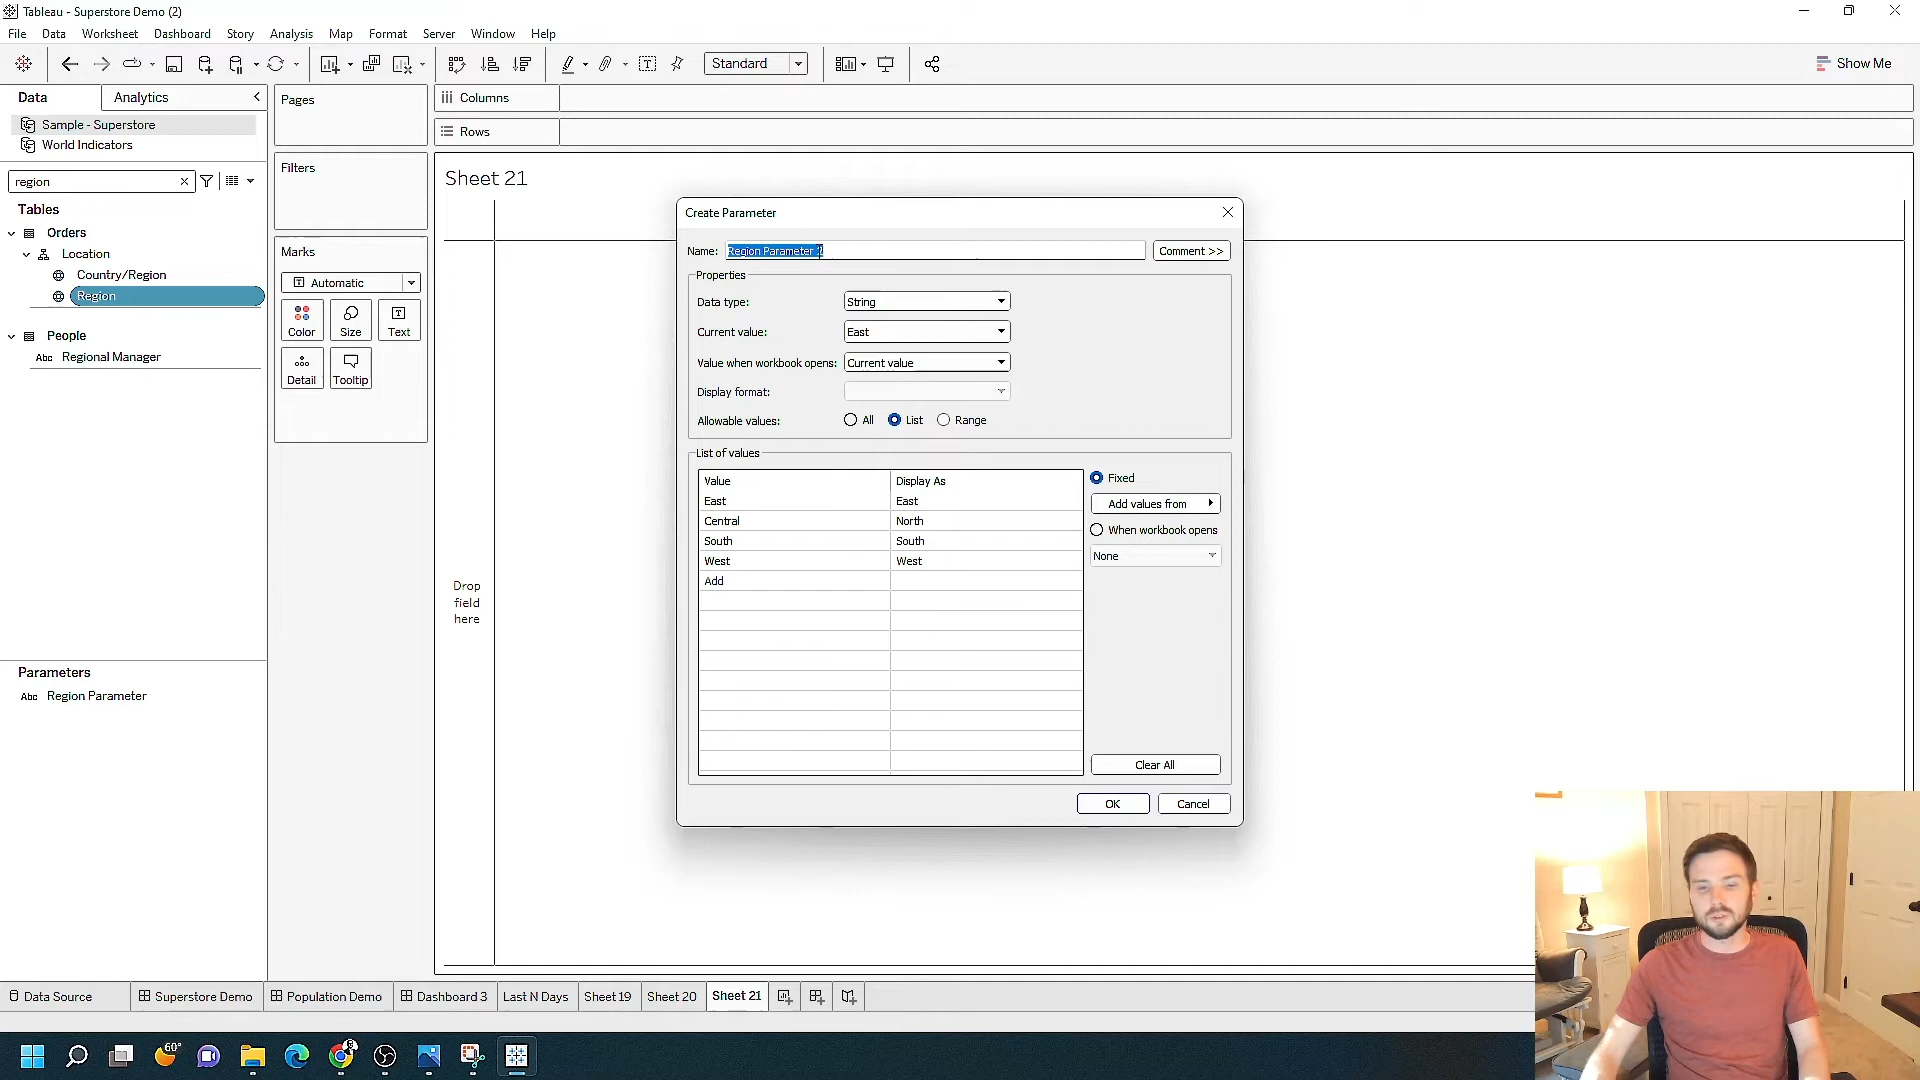 Tableau - Superstore Demo (2)
File Data Worksheet Dashboard Story Analysis Map Format Server Window Help
Standard
Show Me
Data Analytics
Sample - Superstore
World Indicators
region
Tables
Orders
Location
Country/Region
Region
People
Abc Regional Manager
Parameters
Abc Region Parameter
Pages
Filters
Marks
Automatic
Color Size Text
Detail Tooltip
Columns
Rows
Sheet 21
Drop
field
here
Create Parameter
Name: Region Parameter 2 Comment >>
Properties
Data type: String
Current value: East
Value when workbook opens: Current value
Display format:
Allowable values: All List Range
List of values
Value Display As
East East
Central North
South South
West West
Add
Fixed
Add values from
When workbook opens
None
Clear All
OK Cancel
Data Source Superstore Demo Population Demo Dashboard 3 Last N Days Sheet 19 Sheet 20 Sheet 21
60°